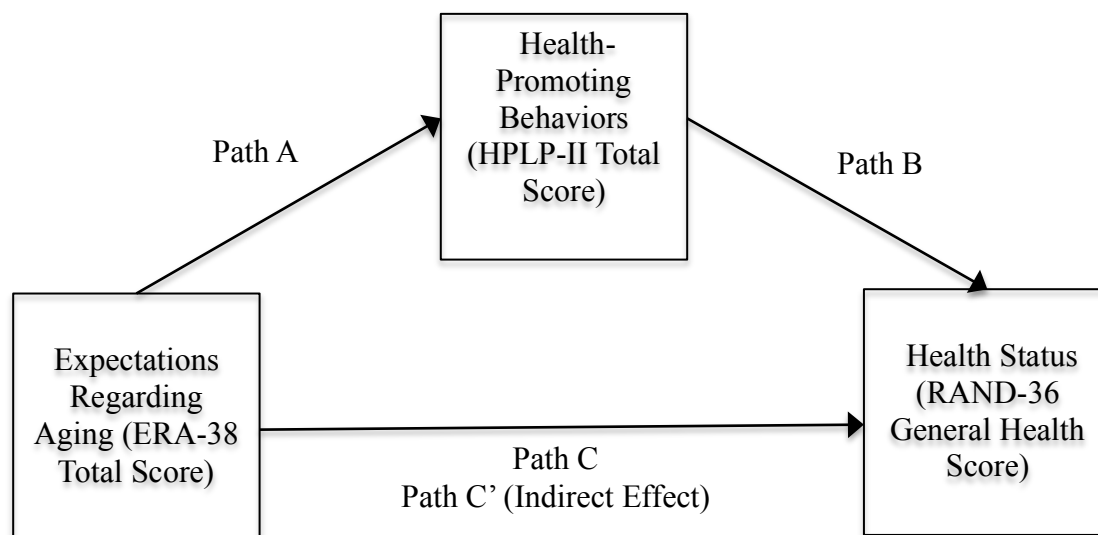 Health-
Promoting
Behaviors
(HPLP-II Total
Score)
Path A
Path B
Expectations
Regarding
Aging (ERA-38
Total Score)
Health Status
(RAND-36
General Health
Score)
Path C
Path C’ (Indirect Effect)